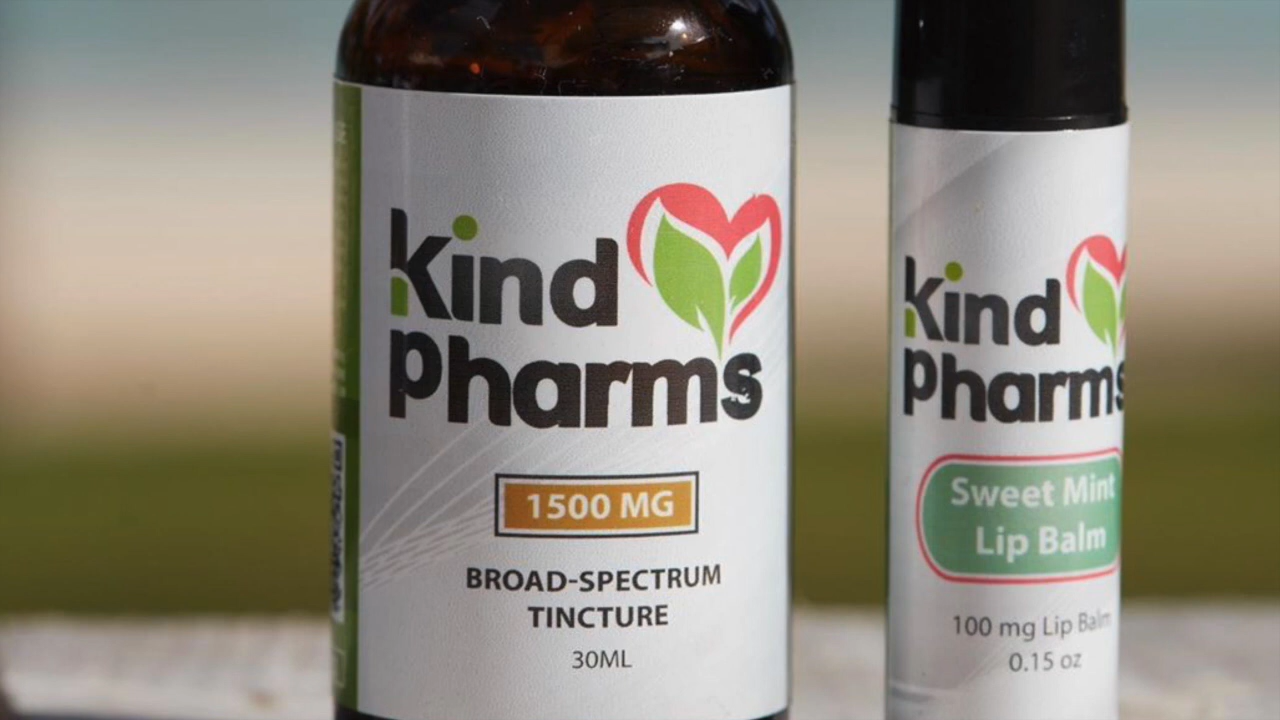 Kind
Pharms
1500 MG
BROAD-SPECTRUM
TINCTURE
30ML
Kind
Pharms
Sweet Mint
Lip Balm
100 mg Lip Balm
0.15 oz